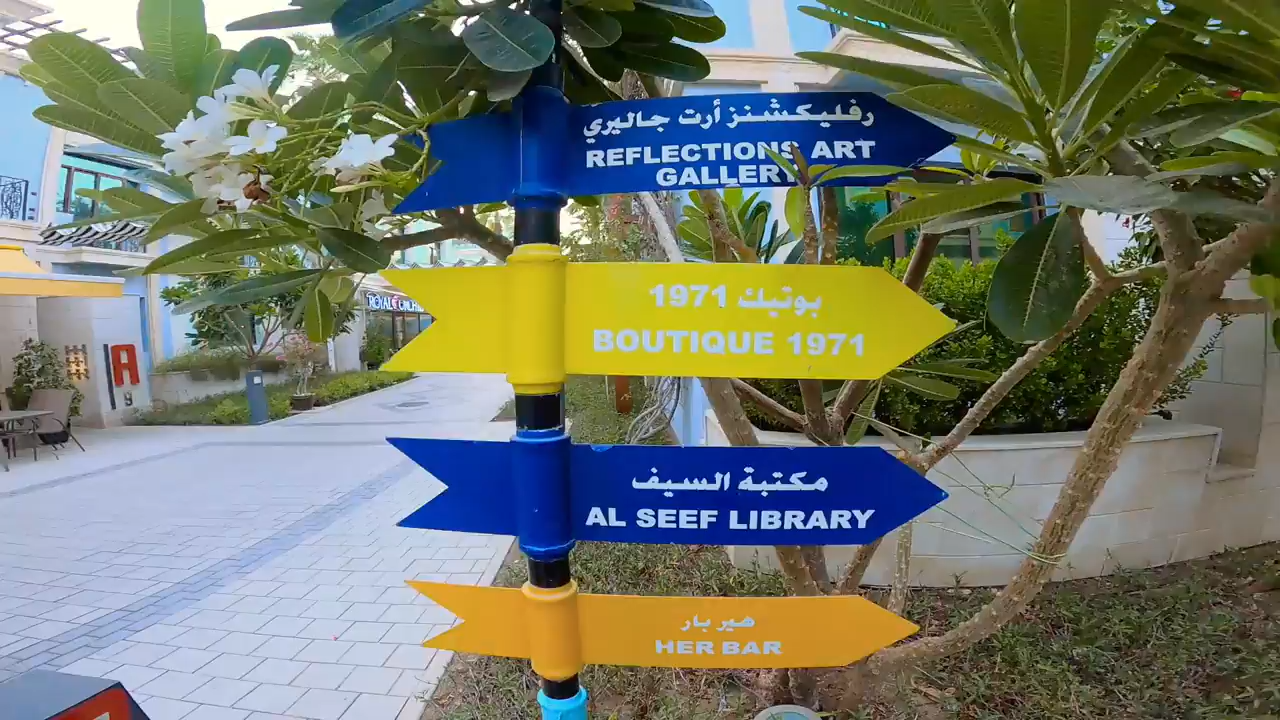 رفليكشنز أرت جاليري
REFLECTIONS ART
GALLERY
بوتيك 1971
BOUTIQUE 1971
مكتبة السيف
AL SEEF LIBRARY
هير بار
HER BAR
ROYAL